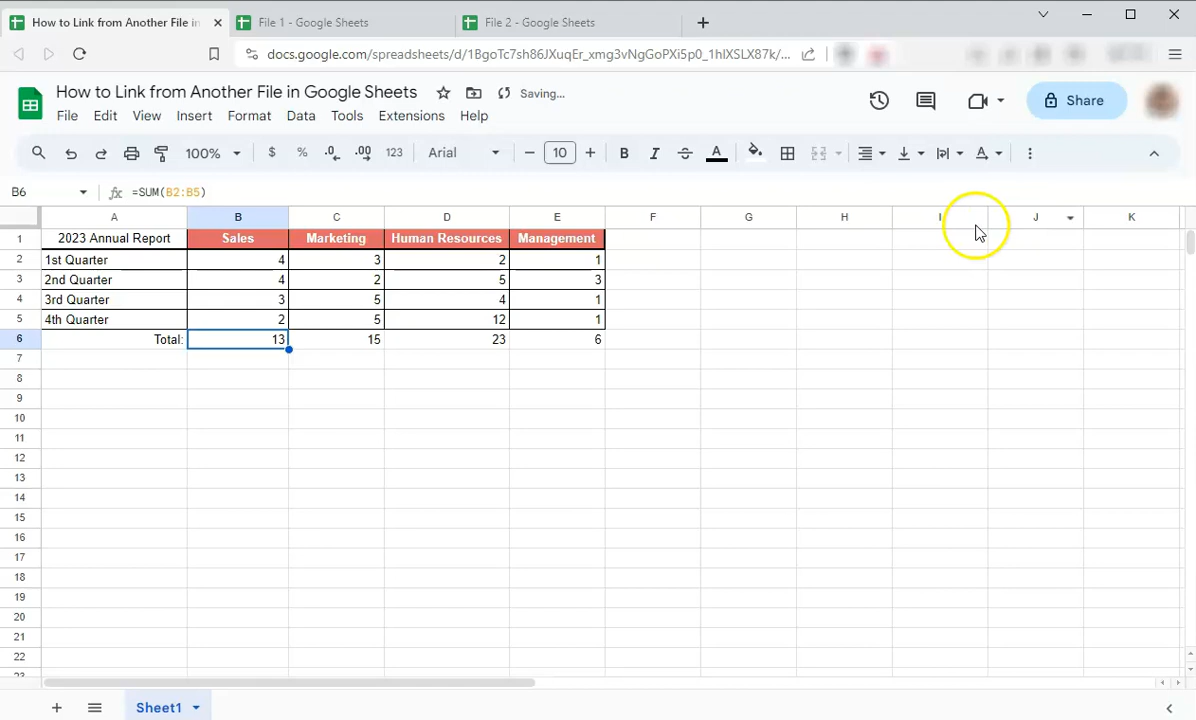 How to Link from Another File in
File 1 - Google Sheets
File 2 - Google Sheets
docs.google.com/spreadsheets/d/1BgoTc7sh86JXuqEr_xmg3vNgGoPXi5p0_1hlXSLX87k/...
How to Link from Another File in Google Sheets
Saving...
Share
File Edit View Insert Format Data Tools Extensions Help
100% $ % .0 .00 123 Arial − 10 + B I S A A
B6 fx =SUM(B2:B5)
A B C D E F G H I J K
1 2023 Annual Report Sales Marketing Human Resources Management
2 1st Quarter 4 3 2 1
3 2nd Quarter 4 2 5 3
4 3rd Quarter 3 5 4 1
5 4th Quarter 2 5 12 1
6 Total: 13 15 23 6
7
8
9
10
11
12
13
14
15
16
17
18
19
20
21
22
23
Sheet1